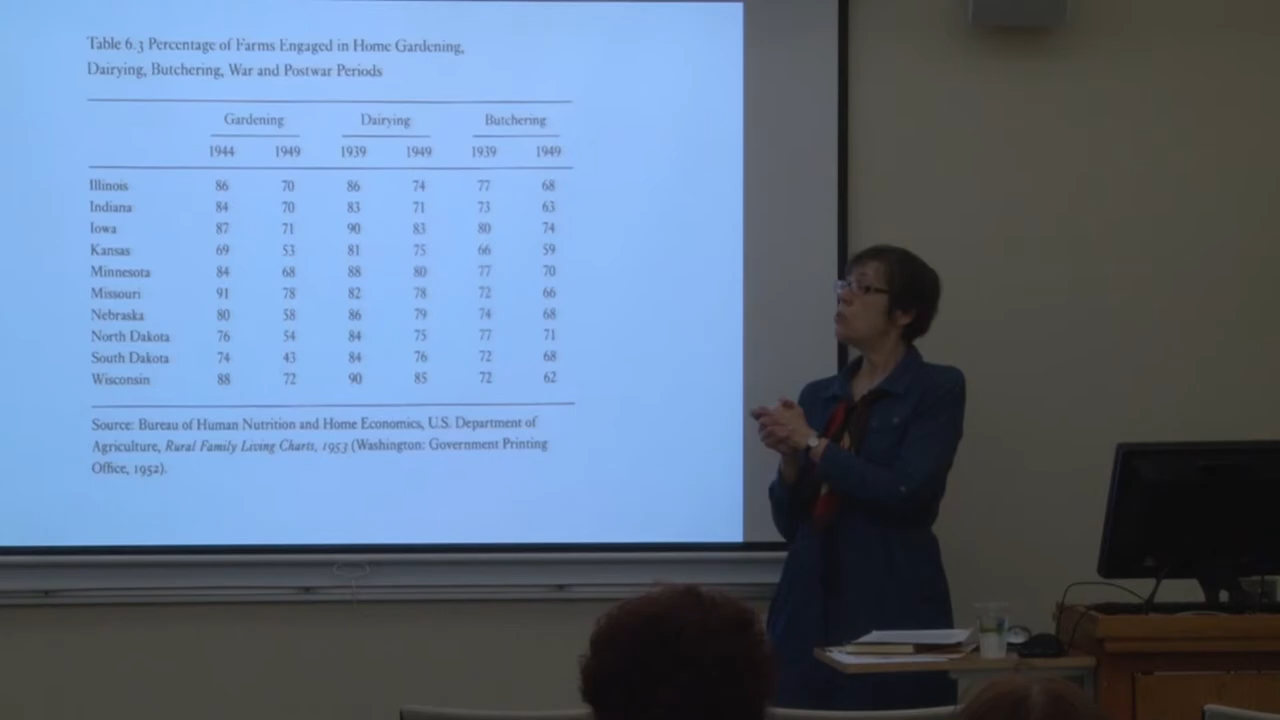 Table 6.3 Percentage of Farms Engaged in Home Gardening,
Dairying, Butchering, War and Postwar Periods
Gardening Dairying Butchering
1944 1949 1939 1949 1939 1949
Illinois 86 70 86 74 77 68
Indiana 84 70 83 71 73 63
Iowa 87 71 90 83 80 74
Kansas 69 53 81 75 66 59
Minnesota 84 68 88 80 77 70
Missouri 91 78 82 78 72 66
Nebraska 80 58 86 79 74 68
North Dakota 76 54 84 75 77 71
South Dakota 74 43 84 76 72 68
Wisconsin 88 72 90 85 72 62
Source: Bureau of Human Nutrition and Home Economics, U.S. Department of
Agriculture, Rural Family Living Charts, 1953 (Washington: Government Printing
Office, 1952).